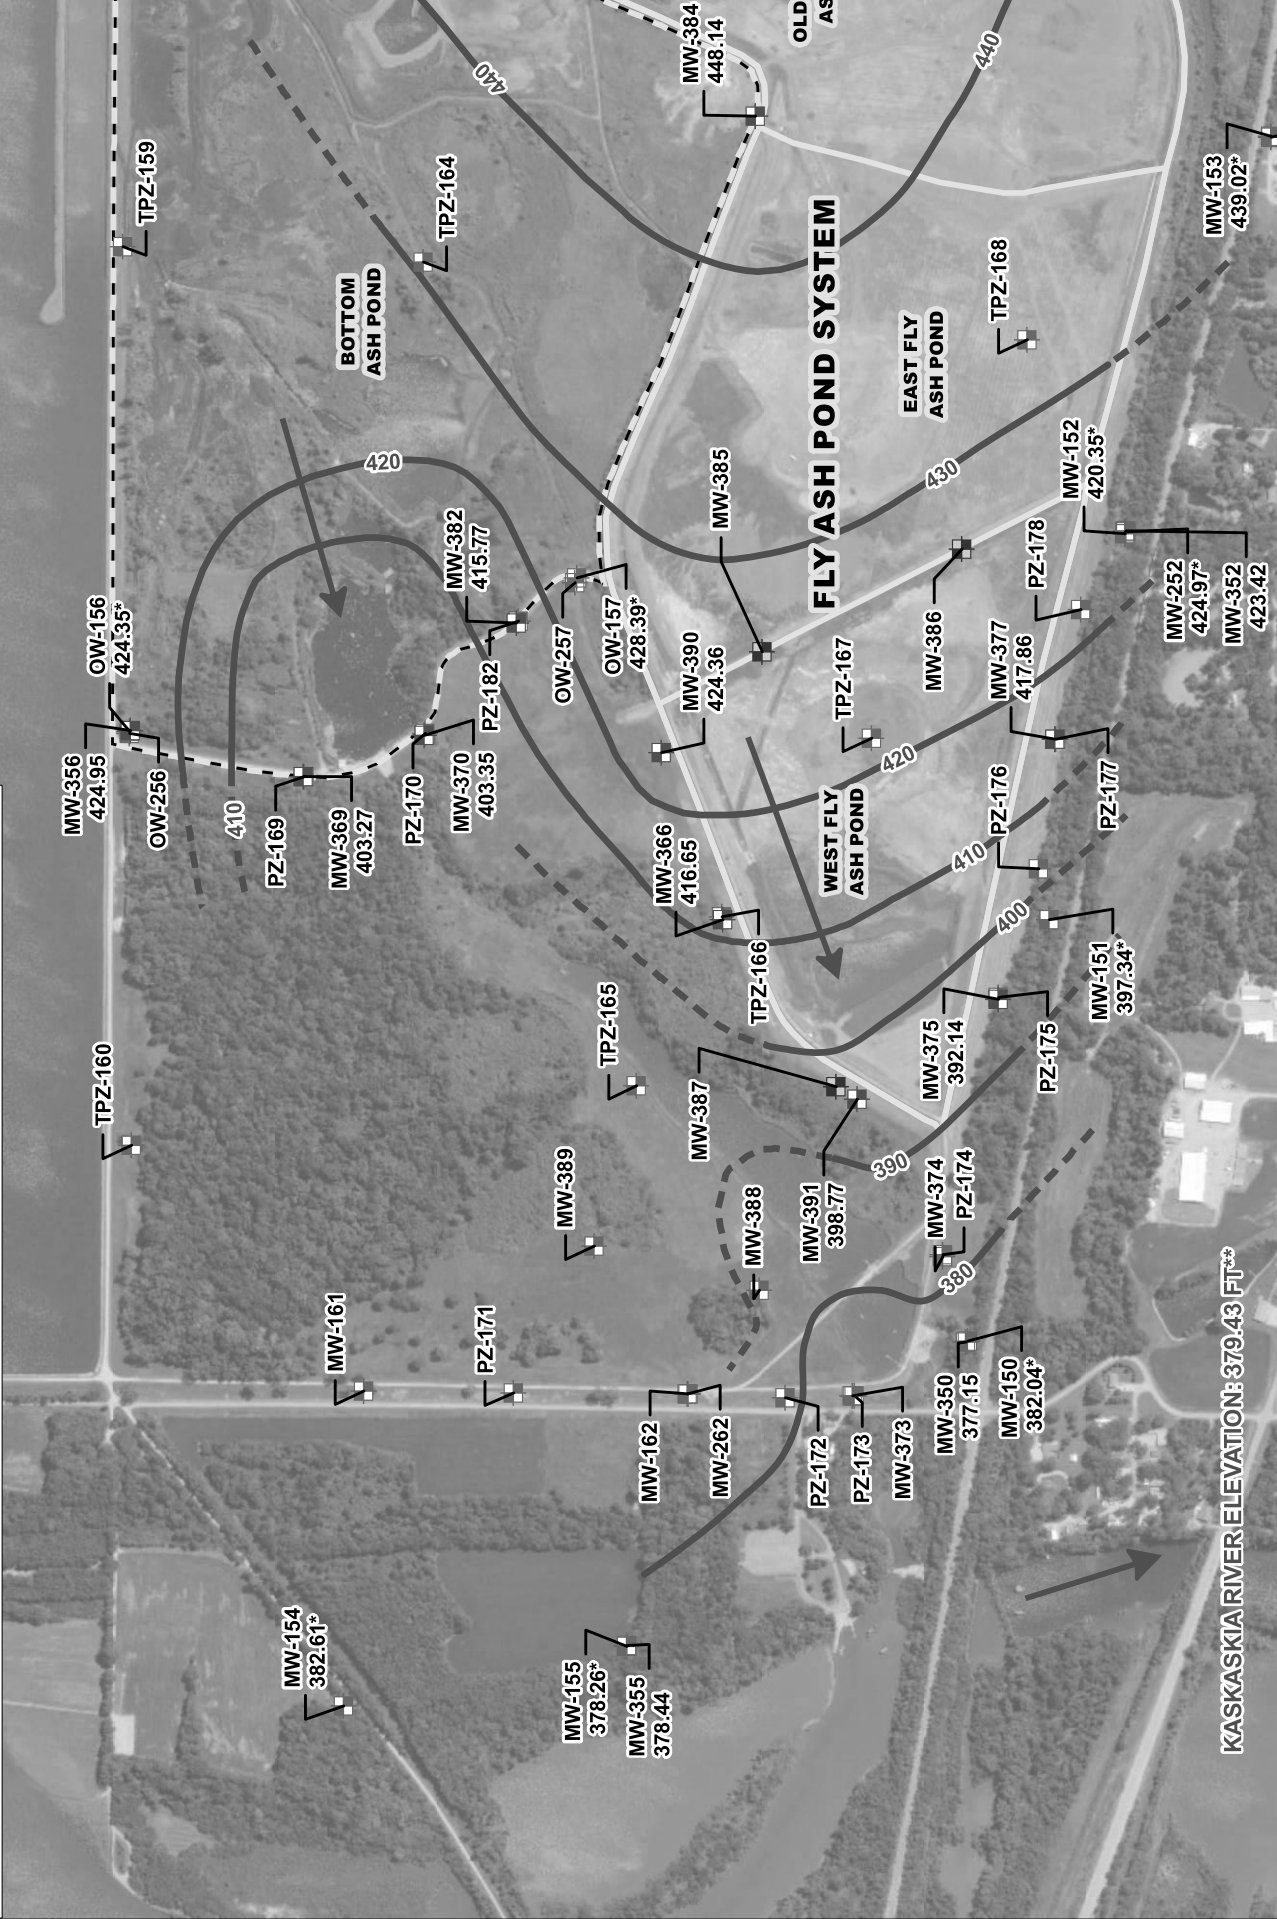 MW-384
448.14
OLD
AS
440
440
TPZ-159
TPZ-164
MW-153
439.02*
BOTTOM
ASH POND
TPZ-168
EAST FLY
ASH POND
FLY ASH POND SYSTEM
420
430
MW-385
MW-152
420.35*
MW-382
415.77
PZ-182
OW-156
424.35*
OW-257
OW-157
428.39*
PZ-178
MW-386
MW-252
424.97*
MW-352
423.42
MW-356
424.95
OW-256
MW-390
424.36
TPZ-167
MW-377
417.86
PZ-177
410
PZ-169
MW-369
403.27
PZ-170
MW-370
403.35
420
PZ-176
WEST FLY
ASH POND
MW-366
416.65
TPZ-166
410
400
MW-151
397.34*
TPZ-160
TPZ-165
MW-387
MW-375
392.14
PZ-175
MW-389
MW-388
MW-391
398.77
390
MW-374
PZ-174
380
MW-161
PZ-171
MW-162
MW-262
PZ-172
PZ-173
MW-373
MW-350
377.15
MW-150
382.04*
KASKASKIA RIVER ELEVATION: 379.43 FT**
MW-154
382.61*
MW-155
378.26*
MW-355
378.44